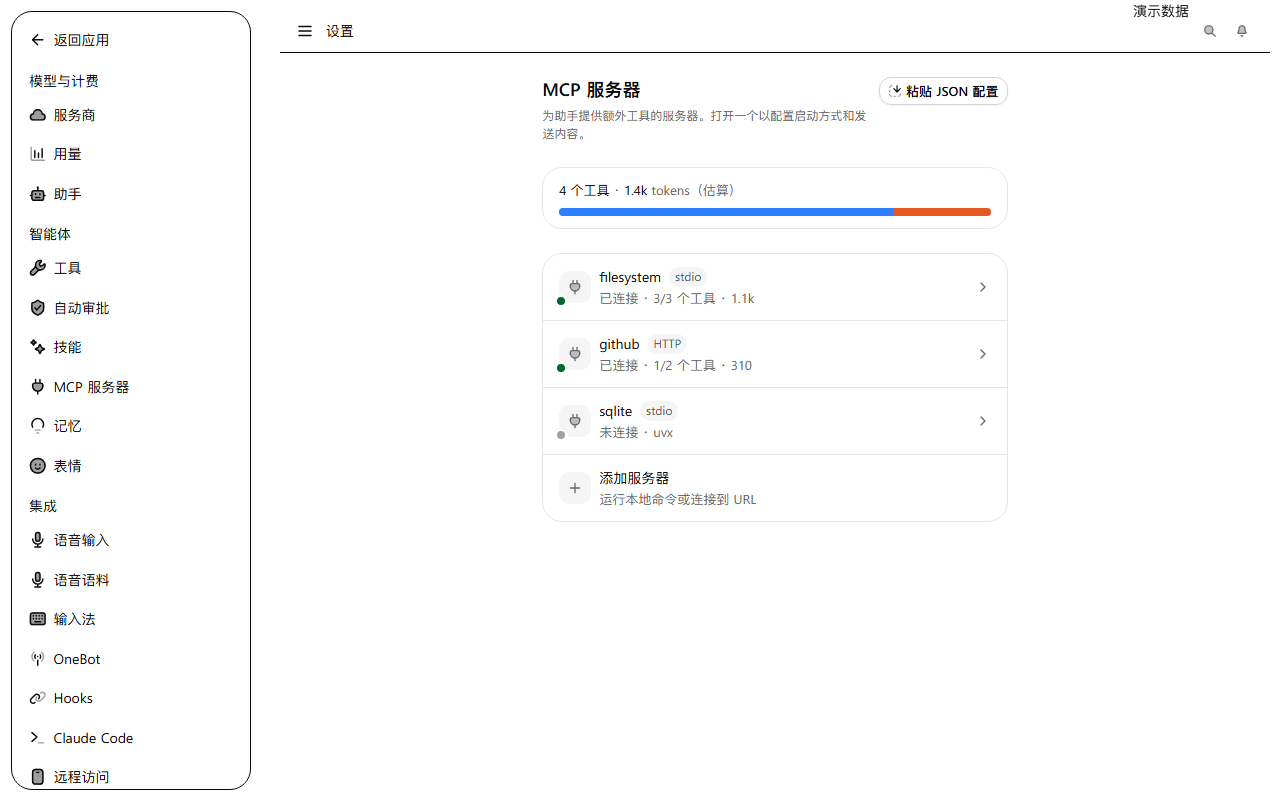 返回应用
模型与计费
服务商
用量
助手
智能体
工具
自动审批
技能
MCP 服务器
记忆
表情
集成
语音输入
语音语料
输入法
OneBot
Hooks
Claude Code
远程访问
设置
演示数据
MCP 服务器
为助手提供额外工具的服务器。打开一个以配置启动方式和发
送内容。
粘贴 JSON 配置
4 个工具 · 1.4k tokens（估算）
filesystem stdio
已连接 · 3/3 个工具 · 1.1k
github HTTP
已连接 · 1/2 个工具 · 310
sqlite stdio
未连接 · uvx
添加服务器
运行本地命令或连接到 URL